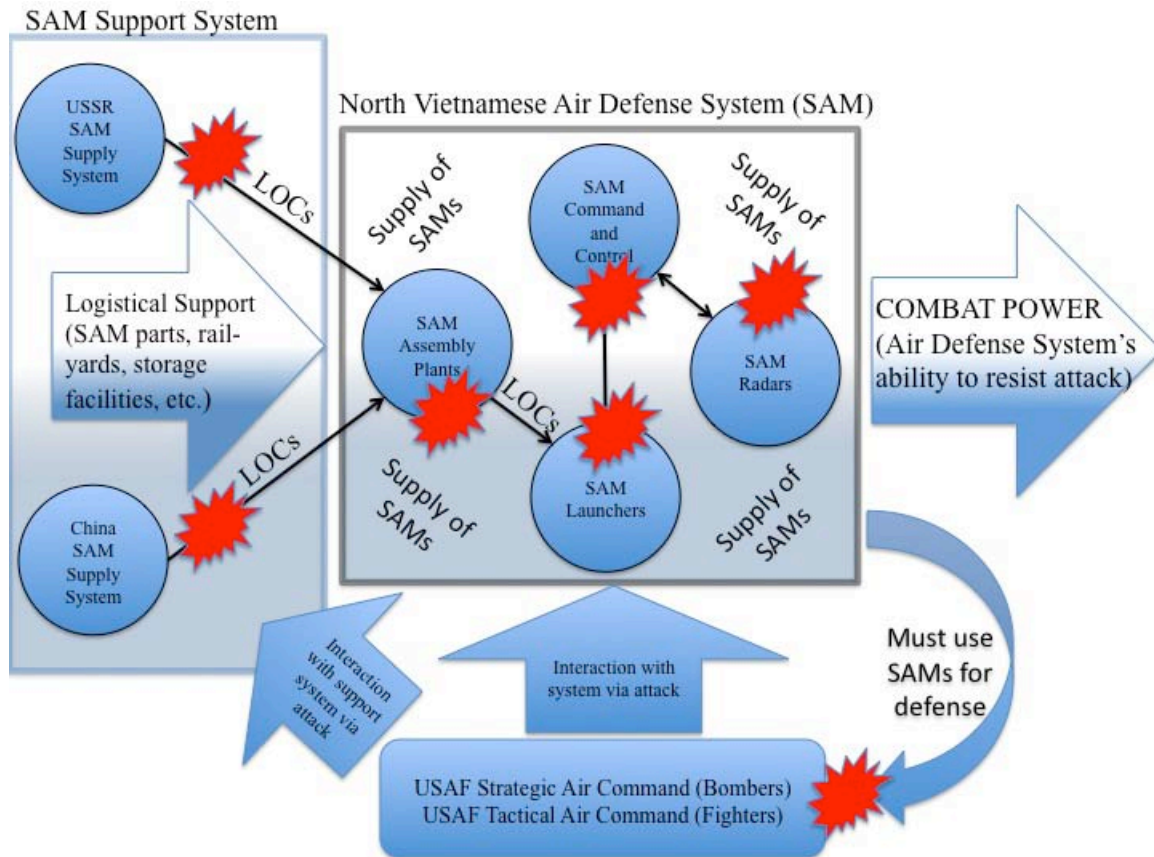 SAM Support System
USSR
SAM
Supply
System
LOCs
Logistical Support
(SAM parts, rail-
yards, storage
facilities, etc.)
LOCs
China
SAM
Supply
System
North Vietnamese Air Defense System (SAM)
Supply of
SAMs
SAM
Command
and
Control
Supply of
SAMs
SAM
Assembly
Plants
SAM
Radars
LOCs
Supply of
SAMs
SAM
Launchers
Supply of
SAMs
COMBAT POWER
(Air Defense System’s
ability to resist attack)
Interaction
with support
system via
attack
Interaction with
system via attack
Must use
SAMs for
defense
USAF Strategic Air Command (Bombers)
USAF Tactical Air Command (Fighters)